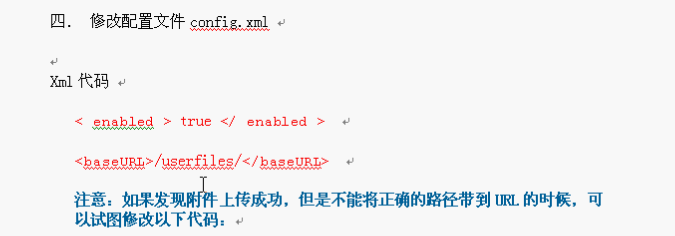 四. 修改配置文件 config.xml
Xml 代码
< enabled > true </ enabled >
<baseURL>/userfiles/</baseURL>
注意：如果发现附件上传成功，但是不能将正确的路径带到 URL 的时候，可
以试图修改以下代码：